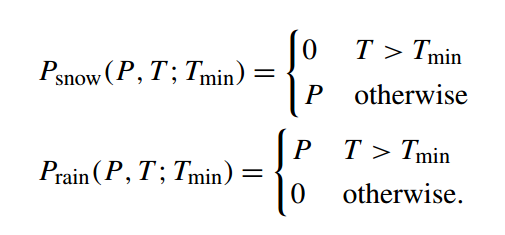 P_snow(P, T; T_min) = { 0 T > T_min
P otherwise
P_rain(P, T; T_min) = { P T > T_min
0 otherwise.